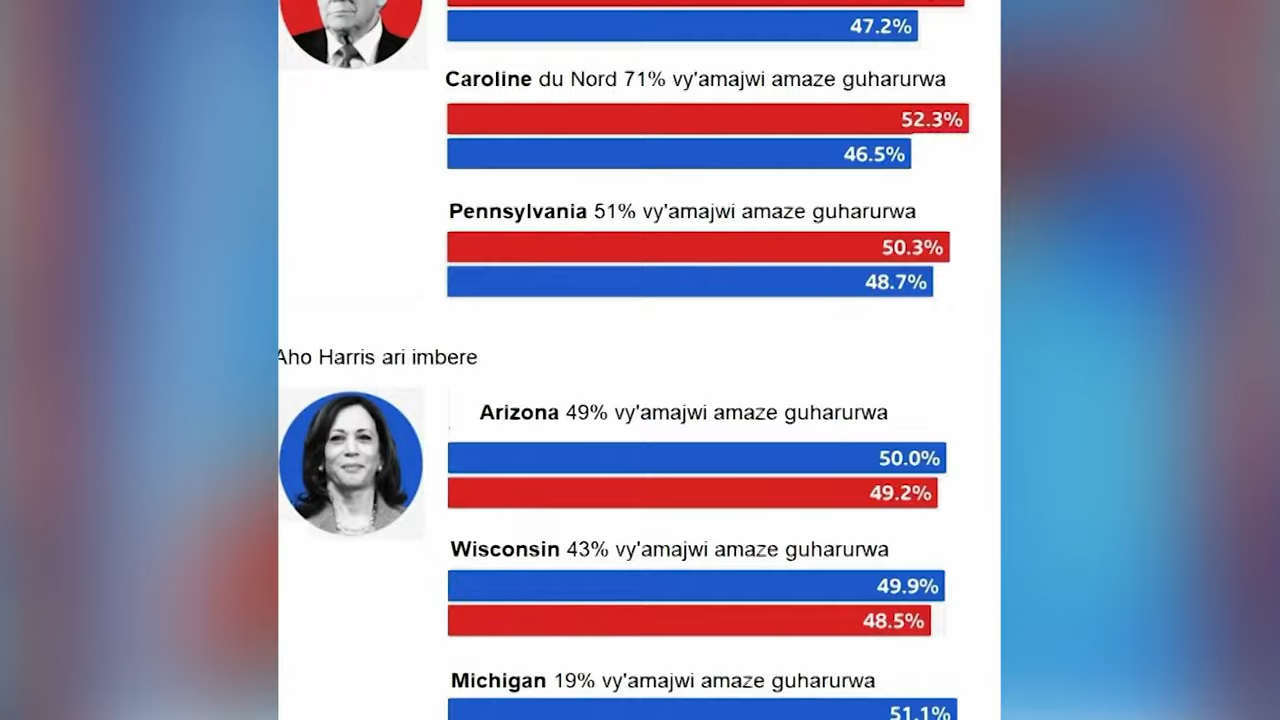 47.2%
Caroline du Nord 71% vy'amajwi amaze guharurwa
52.3%
46.5%
Pennsylvania 51% vy'amajwi amaze guharurwa
50.3%
48.7%
Aho Harris ari imbere
Arizona 49% vy'amajwi amaze guharurwa
50.0%
49.2%
Wisconsin 43% vy'amajwi amaze guharurwa
49.9%
48.5%
Michigan 19% vy'amajwi amaze guharurwa
51.1%